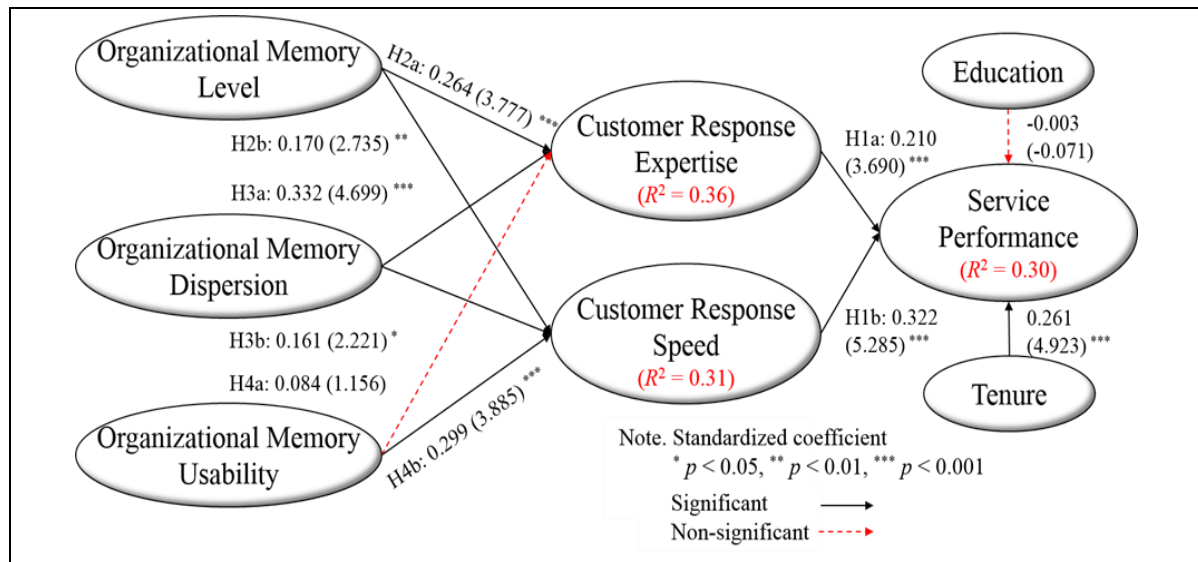 Organizational Memory
Level
H2a: 0.264 (3.777) ***
H2b: 0.170 (2.735) **
H3a: 0.332 (4.699) ***
Organizational Memory
Dispersion
H3b: 0.161 (2.221) *
H4a: 0.084 (1.156)
Organizational Memory
Usability
H4b: 0.299 (3.885) ***
Customer Response
Expertise
(R² = 0.36)
Customer Response
Speed
(R² = 0.31)
H1a: 0.210
(3.690) ***
H1b: 0.322
(5.285) ***
Education
-0.003
(-0.071)
Service
Performance
(R² = 0.30)
0.261
(4.923) ***
Tenure
Note. Standardized coefficient
* p < 0.05, ** p < 0.01, *** p < 0.001
Significant
Non-significant